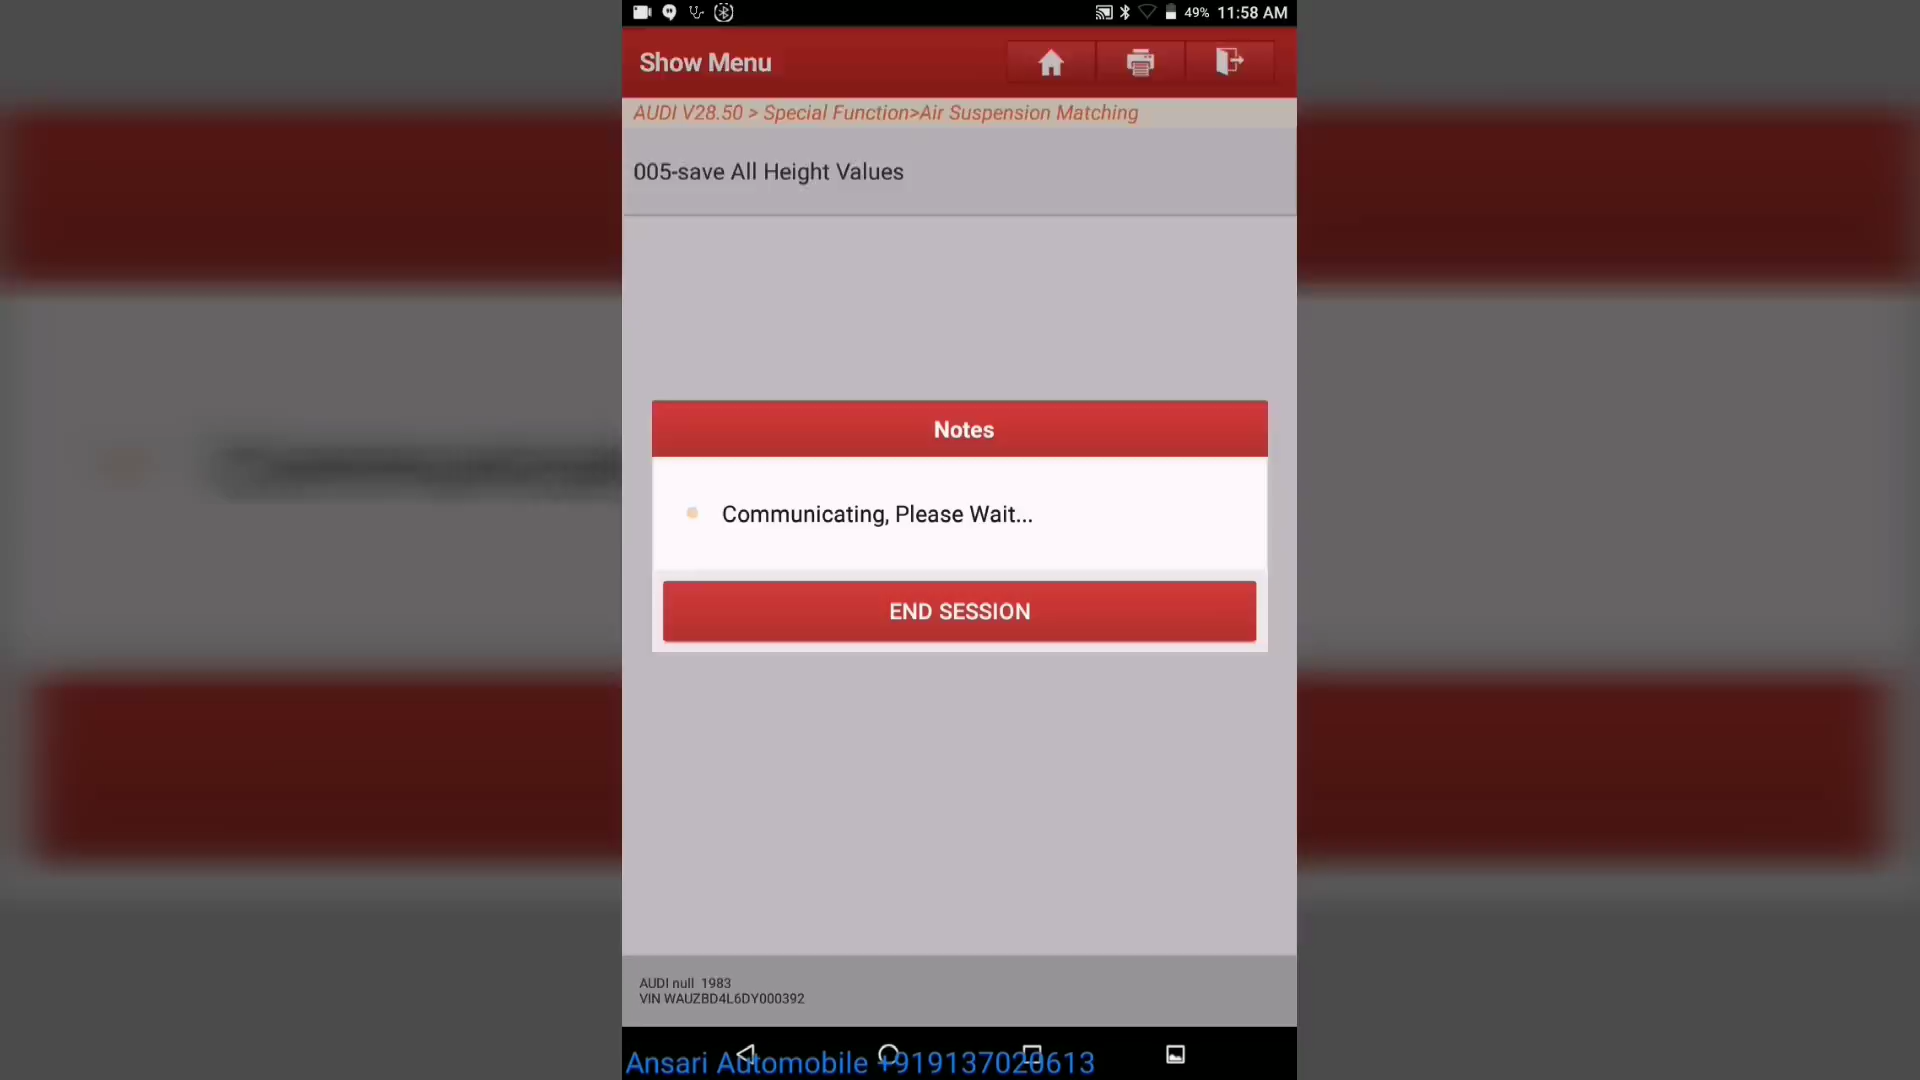 49% 11:58 AM
Show Menu
AUDI V28.50 > Special Function>Air Suspension Matching
005-save All Height Values
Notes
Communicating, Please Wait...
END SESSION
AUDI null 1983
VIN WAUZBD4L6DY000392
Ansari Automobile +919137020613